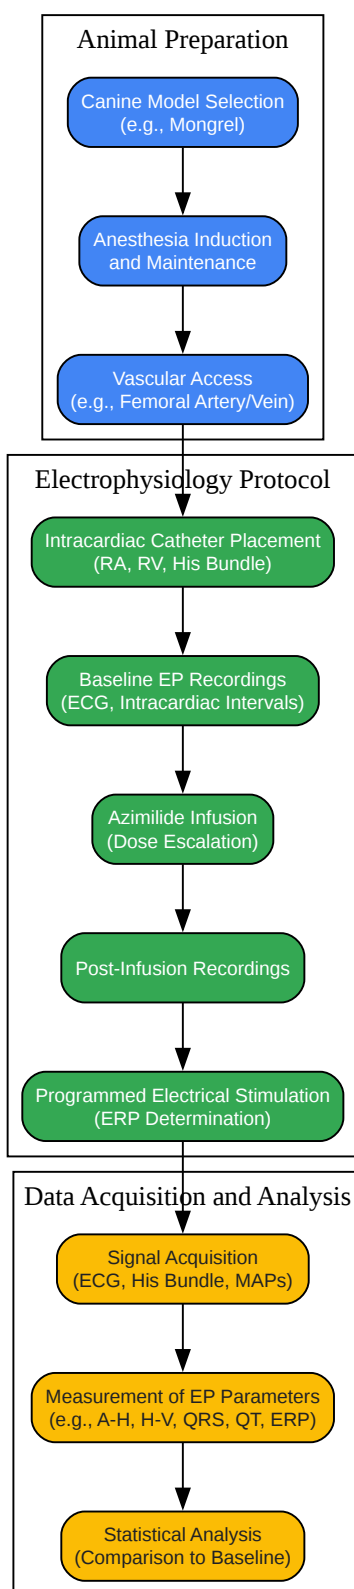 Animal Preparation
Canine Model Selection
(e.g., Mongrel)
Anesthesia Induction
and Maintenance
Vascular Access
(e.g., Femoral Artery/Vein)
Electrophysiology Protocol
Intracardiac Catheter Placement
(RA, RV, His Bundle)
Baseline EP Recordings
(ECG, Intracardiac Intervals)
Azimilide Infusion
(Dose Escalation)
Post-Infusion Recordings
Programmed Electrical Stimulation
(ERP Determination)
Data Acquisition and Analysis
Signal Acquisition
(ECG, His Bundle, MAPs)
Measurement of EP Parameters
(e.g., A-H, H-V, QRS, QT, ERP)
Statistical Analysis
(Comparison to Baseline)